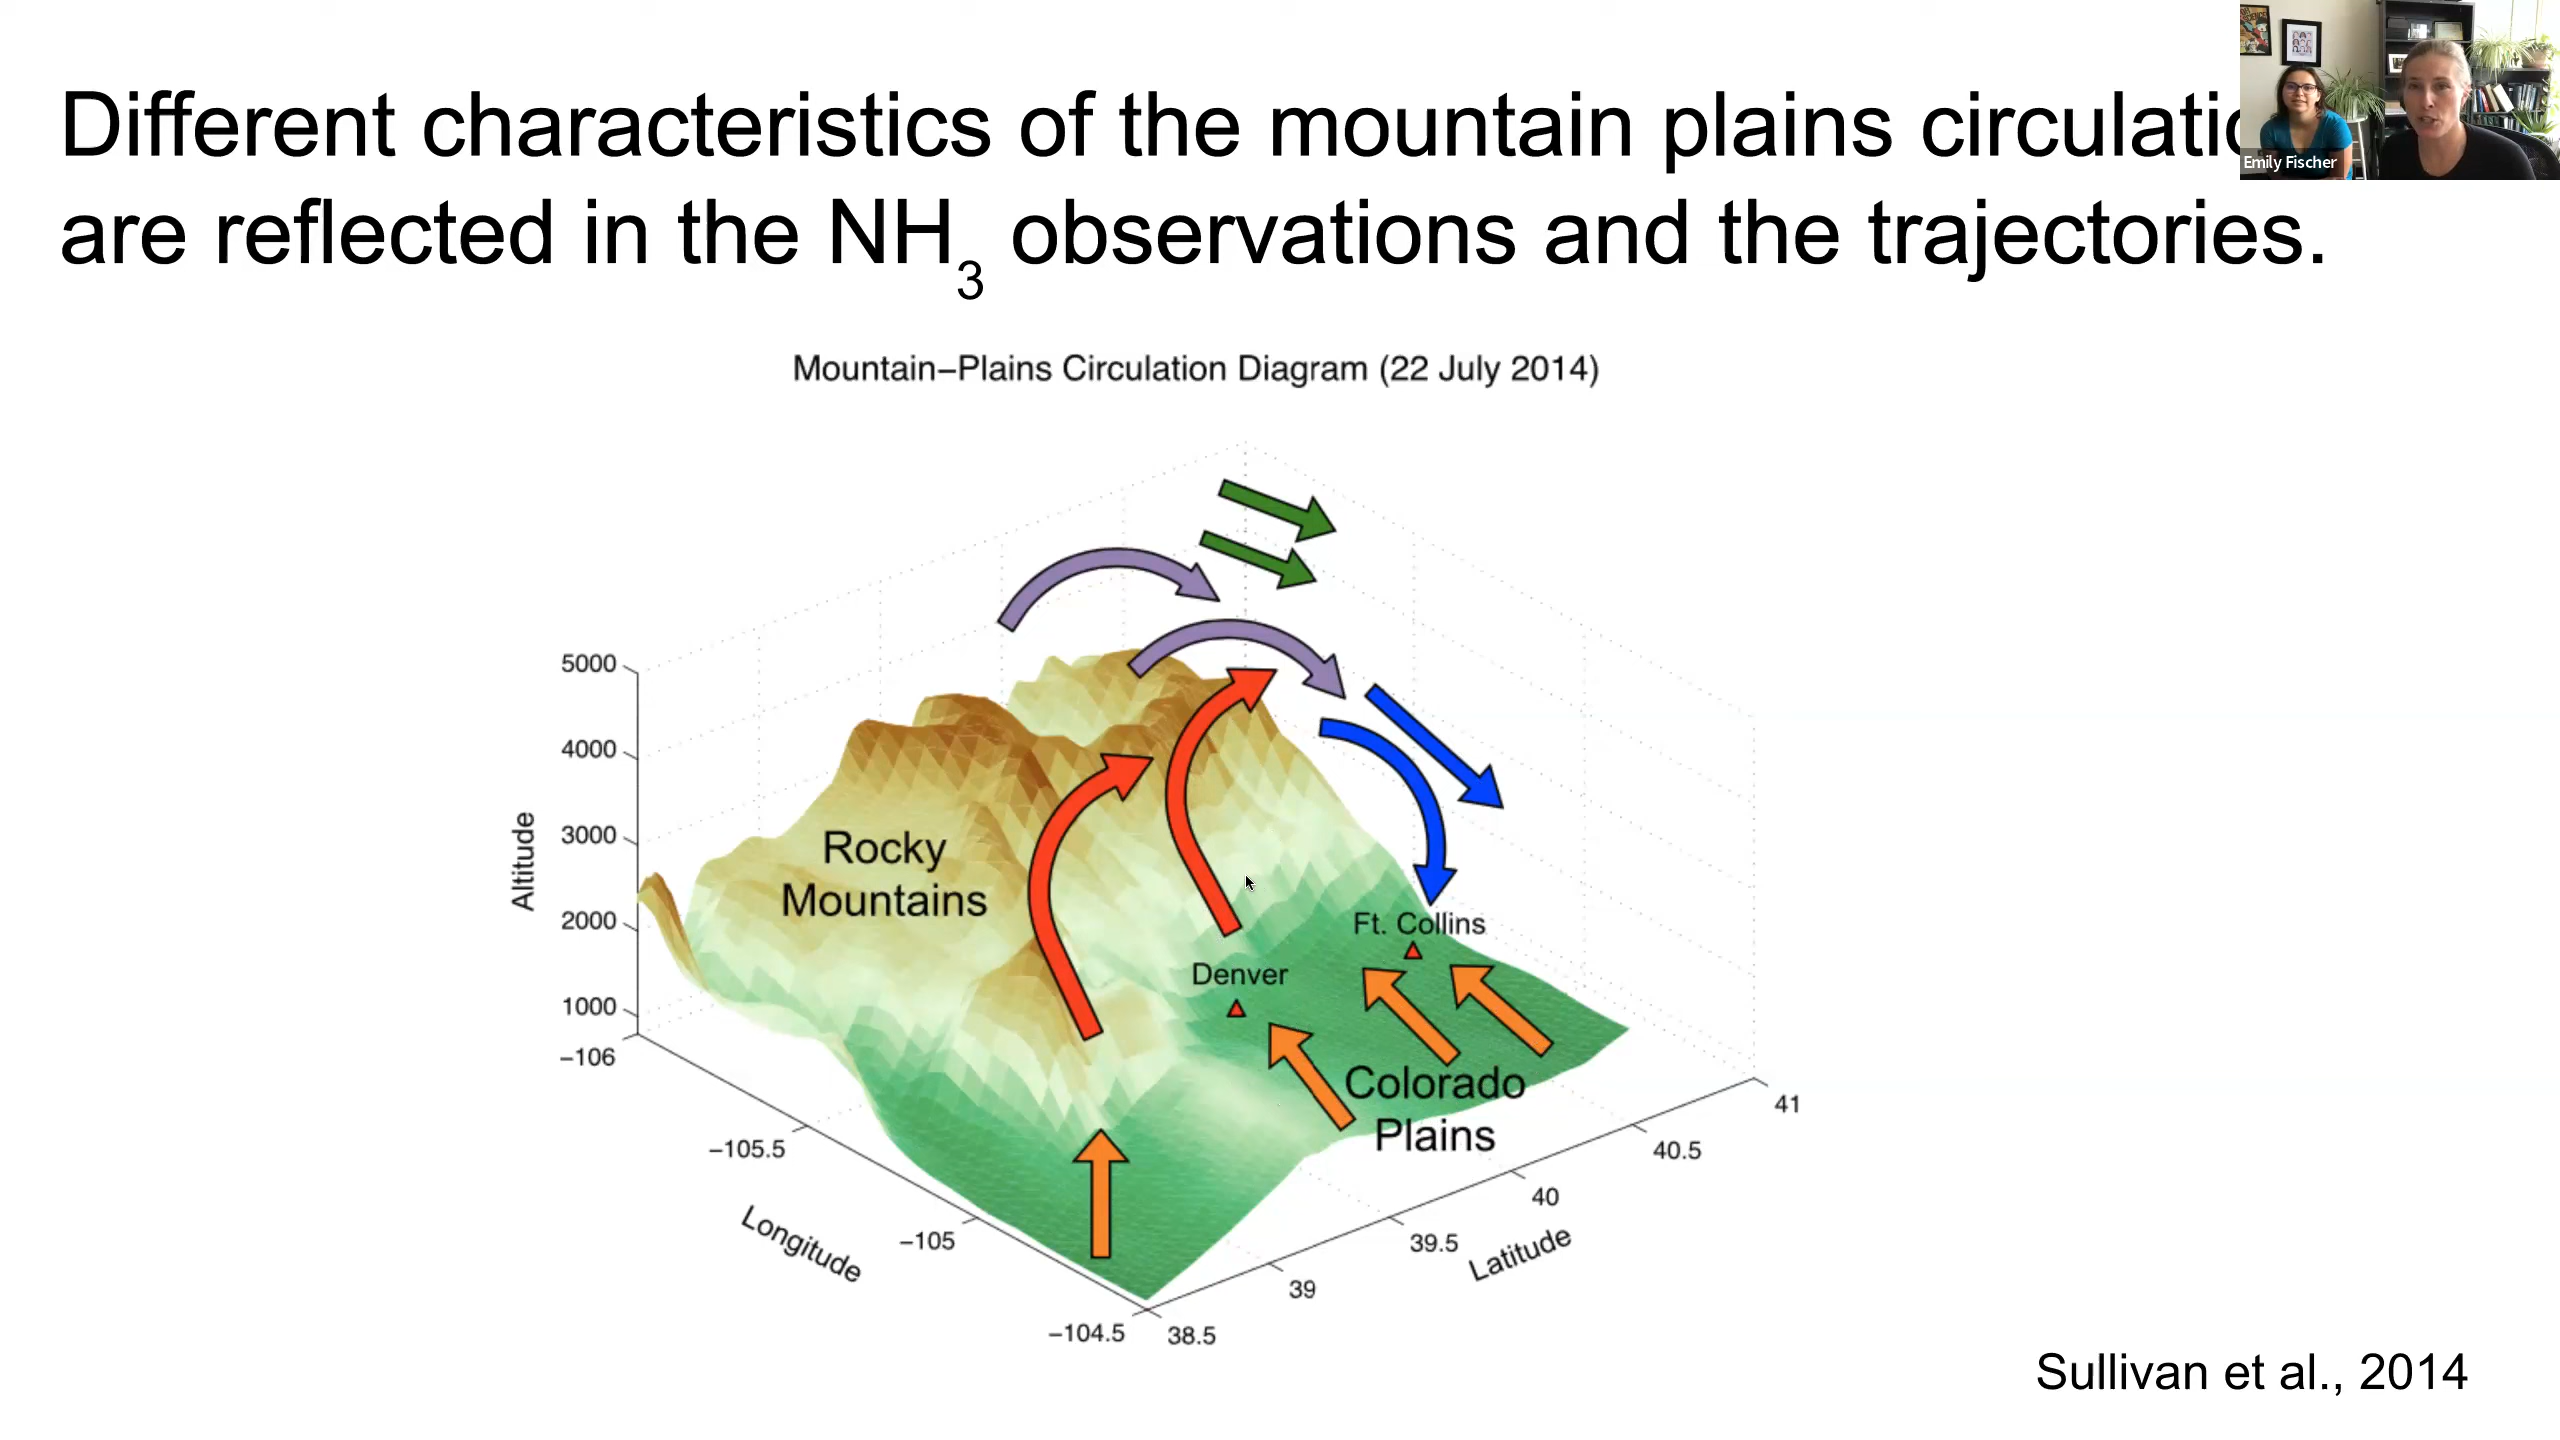 Different characteristics of the mountain plains circulatio
are reflected in the NH3 observations and the trajectories.
Emily Fischer
Mountain–Plains Circulation Diagram (22 July 2014)
5000
4000
3000
2000
1000
Altitude
Rocky
Mountains
Ft. Collins
Denver
Colorado
Plains
−106
−105.5
−105
−104.5
Longitude
38.5
39
39.5
40
40.5
41
Latitude
Sullivan et al., 2014